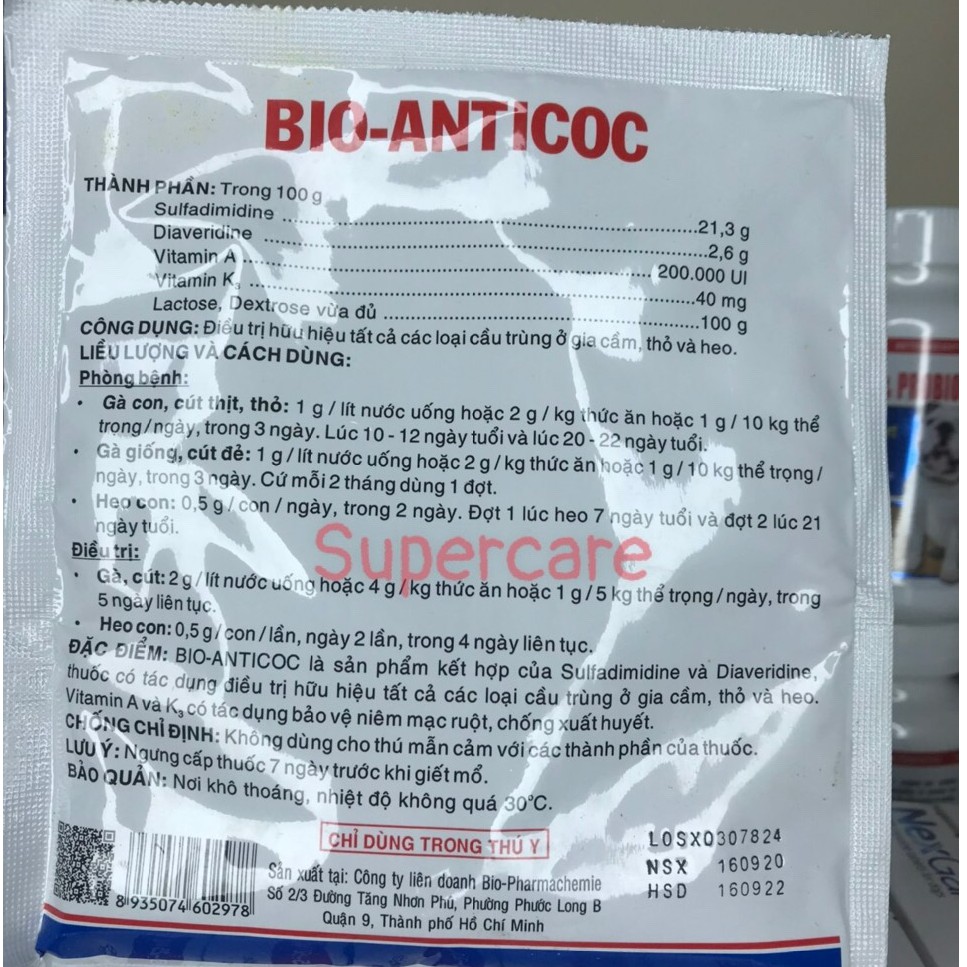 BIO-ANTICOC
THÀNH PHẦN: Trong 100 g
Sulfadimidine ........21,3 g
Diaveridine ........2,6 g
Vitamin A ........ 200.000 UI
Vitamin K3 ........40 mg
Lactose, Dextrose vừa đủ ........100 g
CÔNG DỤNG: Điều trị hữu hiệu tất cả các loại cầu trùng ở gia cầm, thỏ và heo.
LIỀU LƯỢNG VÀ CÁCH DÙNG:
Phòng bệnh:
• Gà con, cút thịt, thỏ: 1 g / lít nước uống hoặc 2 g / kg thức ăn hoặc 1 g / 10 kg thể
trọng/ngày, trong 3 ngày. Lúc 10 - 12 ngày tuổi và lúc 20 - 22 ngày tuổi.
• Gà giống, cút đẻ: 1 g / lít nước uống hoặc 2 g / kg thức ăn hoặc 1 g / 10 kg thể trọng /
ngày, trong 3 ngày. Cứ mỗi 2 tháng dùng 1 đợt.
• Heo con: 0,5 g / con / ngày, trong 2 ngày. Đợt 1 lúc heo 7 ngày tuổi và đợt 2 lúc 21
ngày tuổi.
Supercare
Điều trị:
• Gà, cút: 2 g / lít nước uống hoặc 4 g / kg thức ăn hoặc 1 g / 5 kg thể trọng / ngày, trong
5 ngày liên tục.
• Heo con: 0,5 g / con / lần, ngày 2 lần, trong 4 ngày liên tục.
ĐẶC ĐIỂM: BIO-ANTICOC là sản phẩm kết hợp của Sulfadimidine và Diaveridine,
thuốc có tác dụng điều trị hữu hiệu tất cả các loại cầu trùng ở gia cầm, thỏ và heo.
Vitamin A và K3 có tác dụng bảo vệ niêm mạc ruột, chống xuất huyết.
CHỐNG CHỈ ĐỊNH: Không dùng cho thú mẫn cảm với các thành phần của thuốc.
LƯU Ý: Ngưng cấp thuốc 7 ngày trước khi giết mổ.
BẢO QUẢN: Nơi khô thoáng, nhiệt độ không quá 30°C.
CHỈ DÙNG TRONG THÚ Y
Sản xuất tại: Công ty liên doanh Bio-Pharmachemie
Số 2/3 Đường Tăng Nhơn Phú, Phường Phước Long B
Quận 9, Thành phố Hồ Chí Minh
LOSX0307824
NSX 160920
HSD 160922
8 935074 602978
PROBIO
NexGar